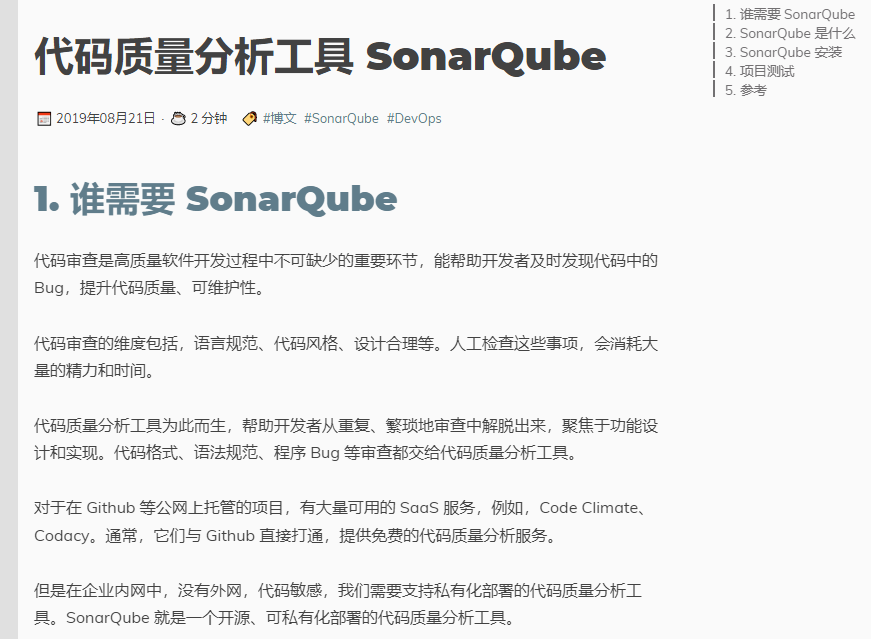 代码质量分析工具 SonarQube
2019年08月21日 · 2 分钟 #博文 #SonarQube #DevOps
1. 谁需要 SonarQube
代码审查是高质量软件开发过程中不可缺少的重要环节，能帮助开发者及时发现代码中的
Bug，提升代码质量、可维护性。
代码审查的维度包括，语言规范、代码风格、设计合理等。人工检查这些事项，会消耗大
量的精力和时间。
代码质量分析工具为此而生，帮助开发者从重复、繁琐地审查中解脱出来，聚焦于功能设
计和实现。代码格式、语法规范、程序 Bug 等审查都交给代码质量分析工具。
对于在 Github 等公网上托管的项目，有大量可用的 SaaS 服务，例如，Code Climate、
Codacy。通常，它们与 Github 直接打通，提供免费的代码质量分析服务。
但是在企业内网中，没有外网，代码敏感，我们需要支持私有化部署的代码质量分析工
具。SonarQube 就是一个开源、可私有化部署的代码质量分析工具。
1. 谁需要 SonarQube
2. SonarQube 是什么
3. SonarQube 安装
4. 项目测试
5. 参考